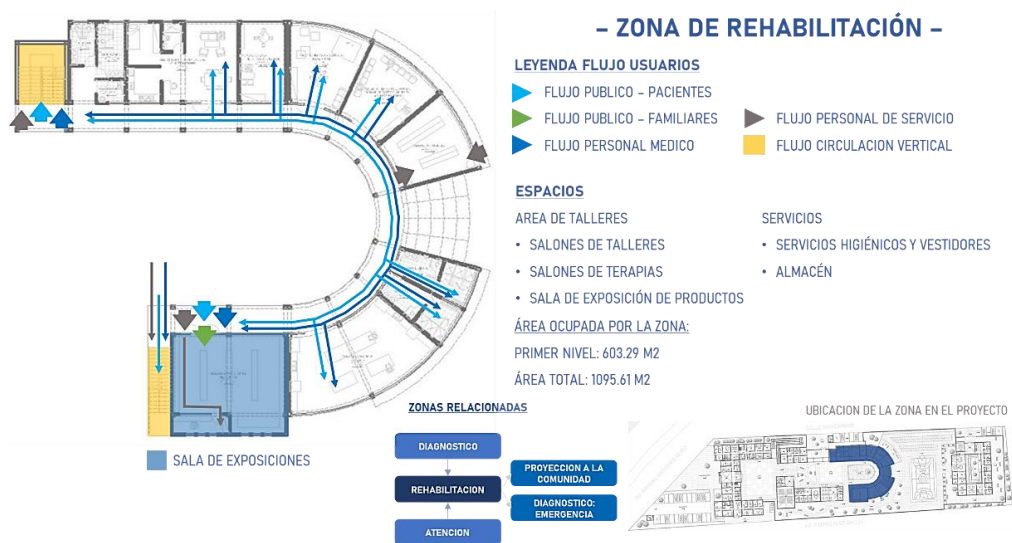 – ZONA DE REHABILITACIÓN –
LEYENDA FLUJO USUARIOS
FLUJO PUBLICO – PACIENTES
FLUJO PUBLICO – FAMILIARES
FLUJO PERSONAL DE SERVICIO
FLUJO PERSONAL MEDICO
FLUJO CIRCULACION VERTICAL
ESPACIOS
AREA DE TALLERES
• SALONES DE TALLERES
• SALONES DE TERAPIAS
• SALA DE EXPOSICIÓN DE PRODUCTOS
SERVICIOS
• SERVICIOS HIGIÉNICOS Y VESTIDORES
• ALMACÉN
ÁREA OCUPADA POR LA ZONA:
PRIMER NIVEL: 603.29 M2
ÁREA TOTAL: 1095.61 M2
SALA DE EXPOSICIONES
ZONAS RELACIONADAS
DIAGNOSTICO
REHABILITACION
ATENCION
PROYECCION A LA
COMUNIDAD
DIAGNOSTICO:
EMERGENCIA
UBICACION DE LA ZONA EN EL PROYECTO